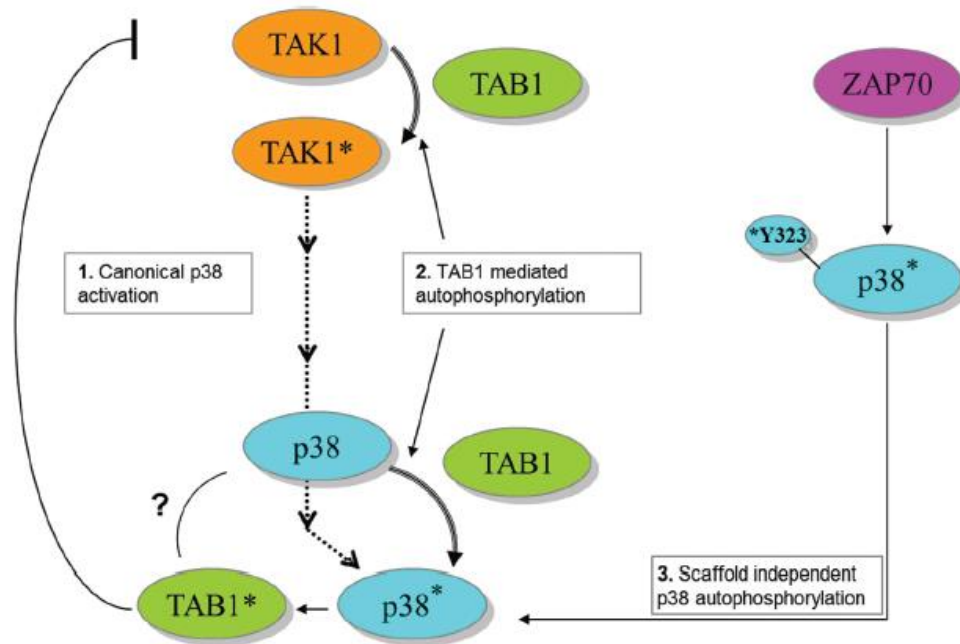 TAK1
TAB1
ZAP70
TAK1*
*Y323
p38*
1. Canonical p38
activation
2. TAB1 mediated
autophosphorylation
p38
TAB1
?
TAB1*
p38*
3. Scaffold independent
p38 autophosphorylation